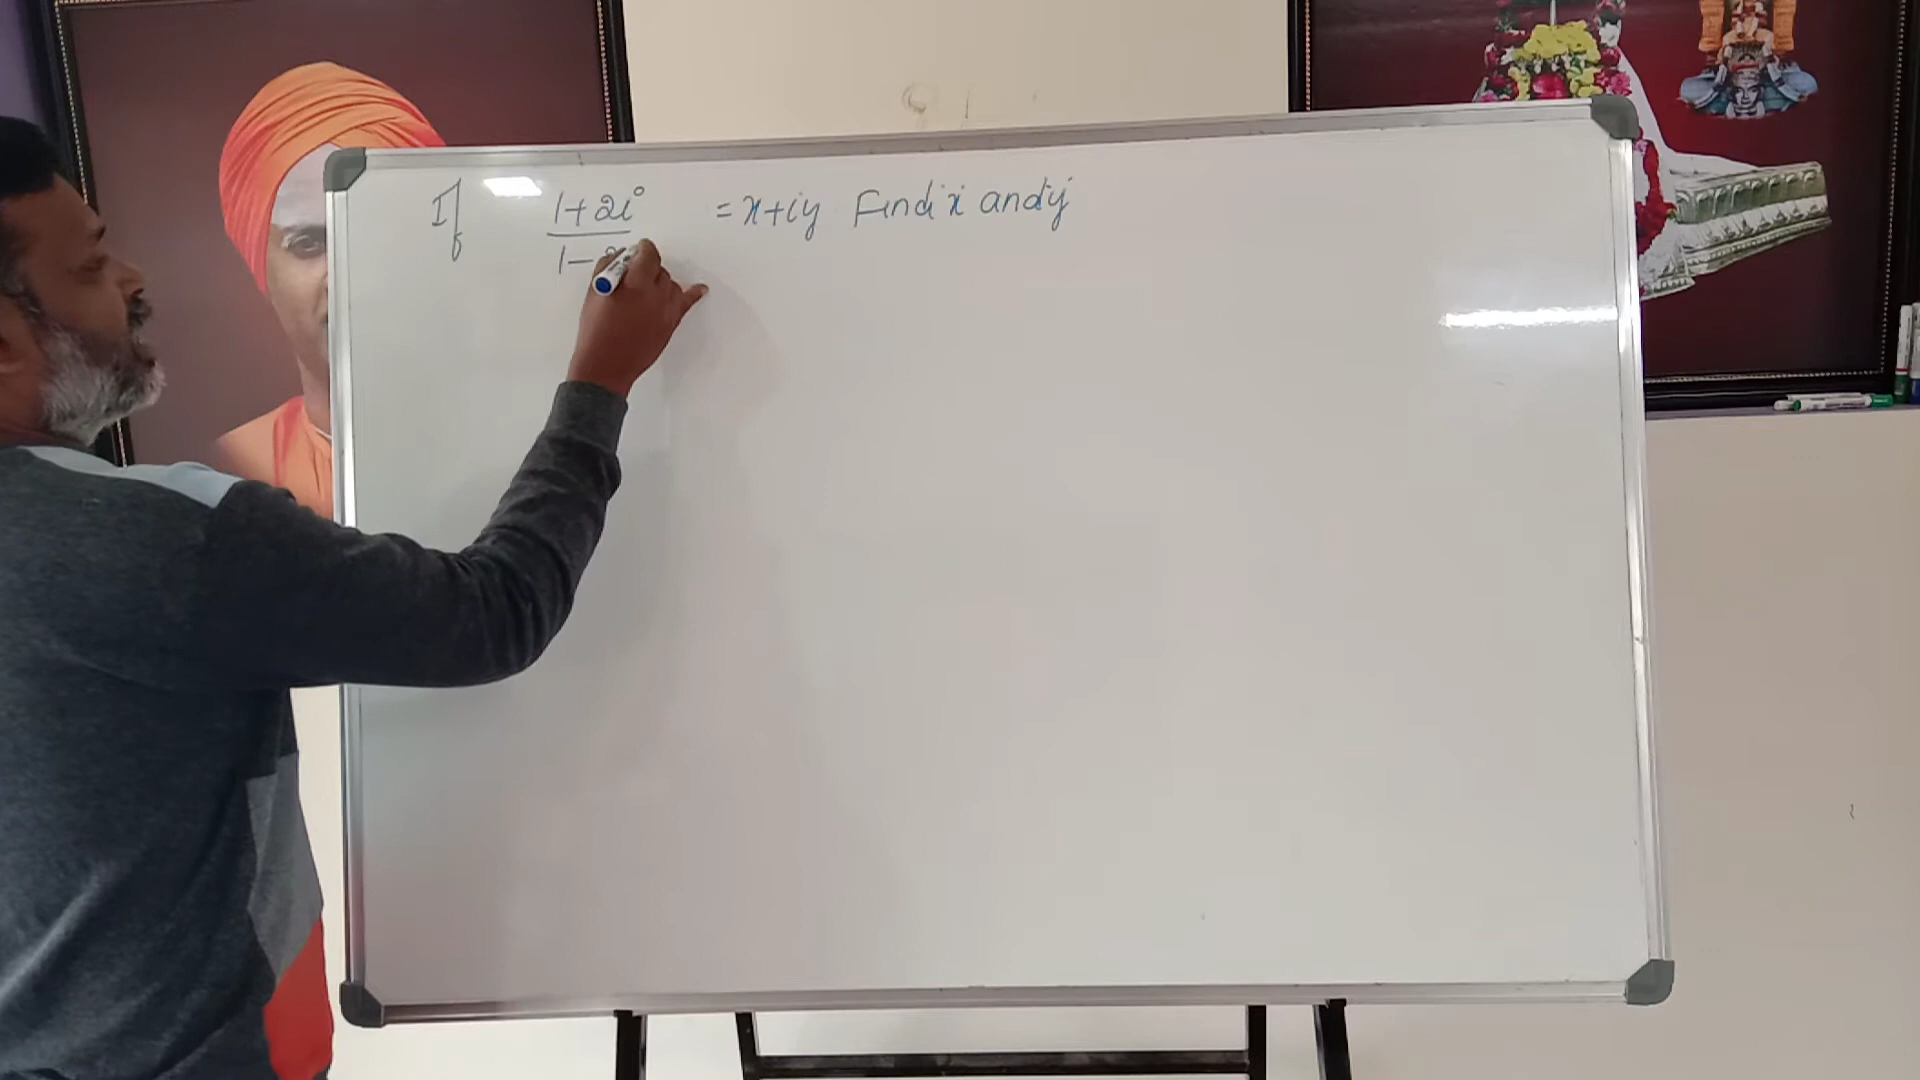 If 1+2i = x+iy Find 'x' and 'y'
1-